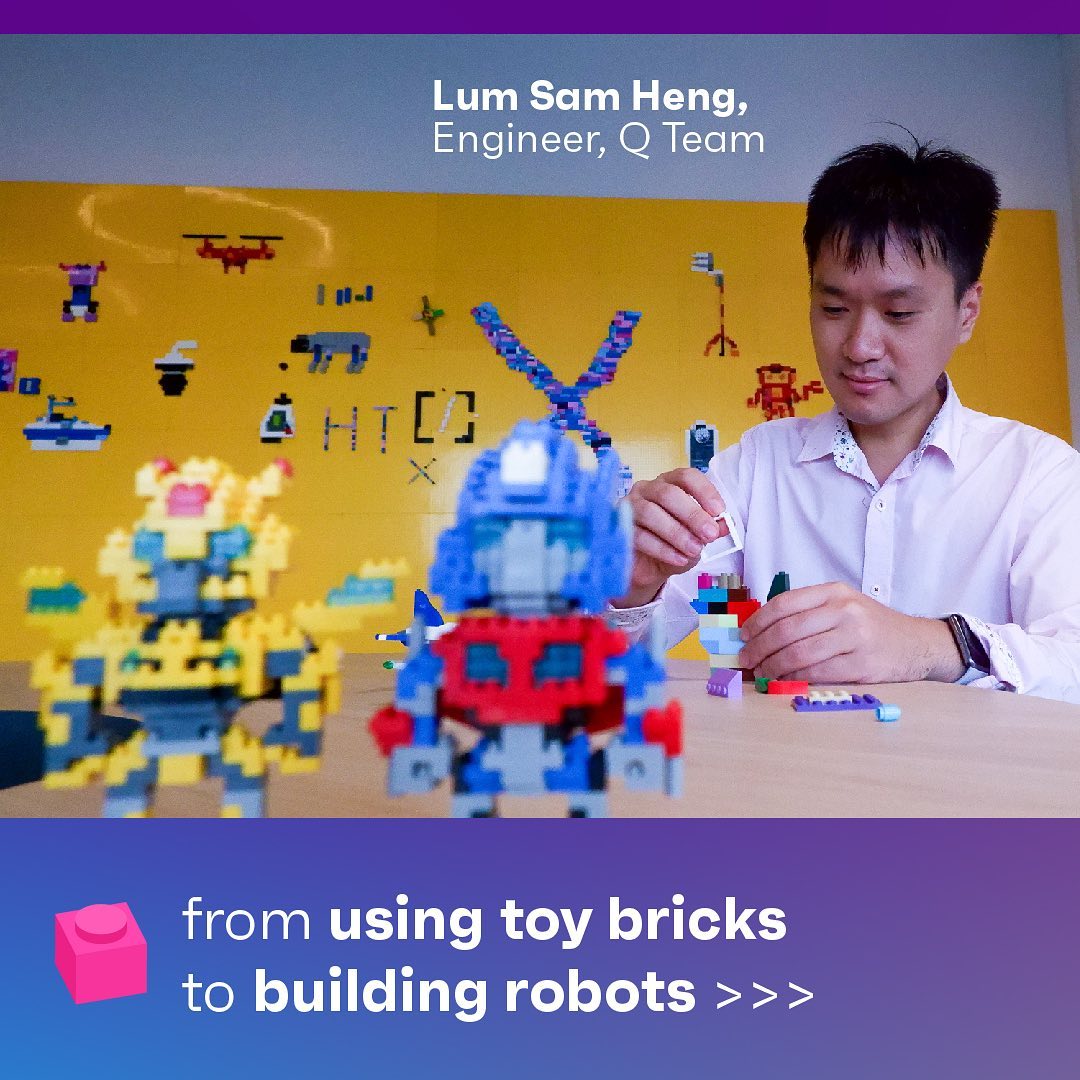 Lum Sam Heng,
Engineer, Q Team
HT
[/]
X
from using toy bricks
to building robots >>>